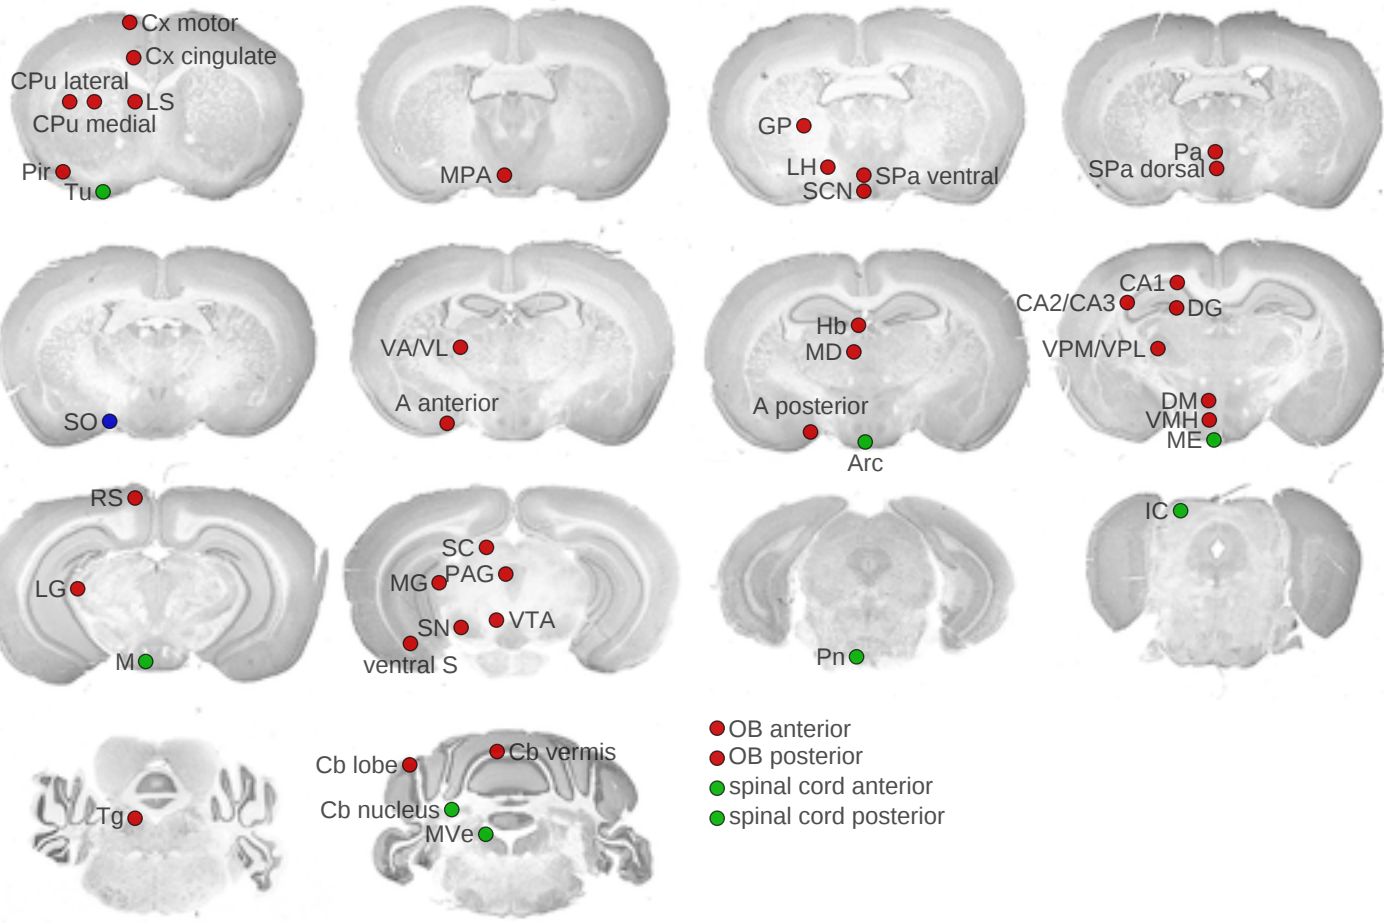 Cx motor
Cx cingulate
CPu lateral
LS
CPu medial
Pir
Tu
MPA
GP
LH
SPa ventral
SCN
Pa
SPa dorsal
SO
VA/VL
A anterior
Hb
MD
A posterior
Arc
CA1
CA2/CA3
DG
VPM/VPL
DM
VMH
ME
RS
LG
M
SC
MG
PAG
SN
VTA
ventral S
Pn
IC
Tg
Cb lobe
Cb vermis
Cb nucleus
MVe
OB anterior
OB posterior
spinal cord anterior
spinal cord posterior